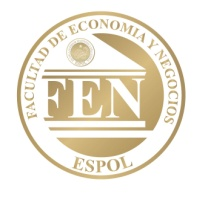 FACULTAD DE ECONOMIA Y NEGOCIOS
FEN
ESPOL